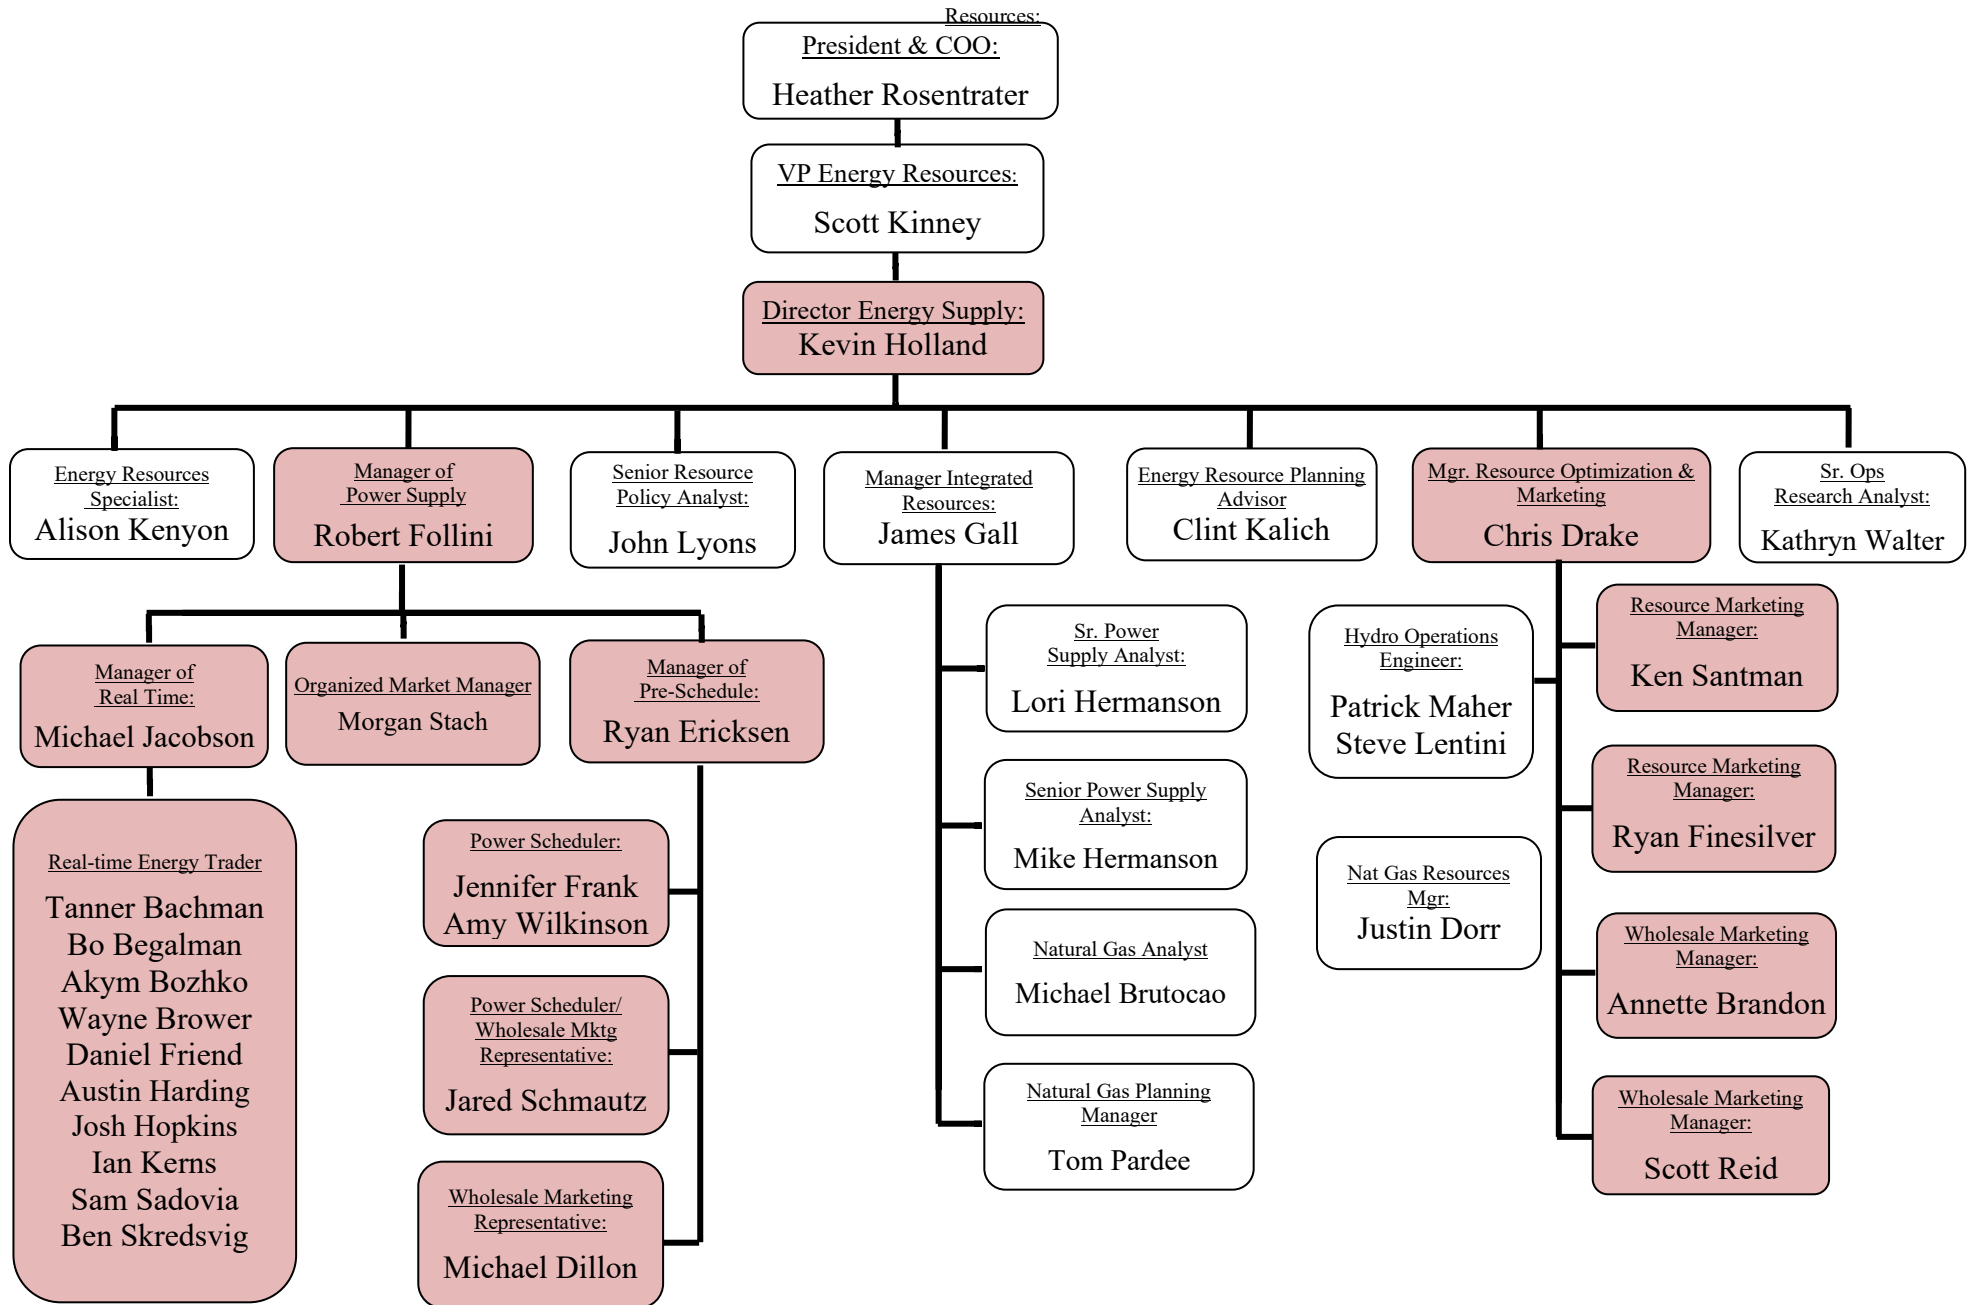 Resources:
President & COO:
Heather Rosentrater
VP Energy Resources:
Scott Kinney
Director Energy Supply:
Kevin Holland
Energy Resources
Specialist:
Alison Kenyon
Manager of
Power Supply
Robert Follini
Senior Resource
Policy Analyst:
John Lyons
Manager Integrated
Resources:
James Gall
Energy Resource Planning
Advisor
Clint Kalich
Mgr. Resource Optimization &
Marketing
Chris Drake
Sr. Ops
Research Analyst:
Kathryn Walter
Manager of
Real Time:
Michael Jacobson
Organized Market Manager
Morgan Stach
Manager of
Pre-Schedule:
Ryan Ericksen
Real-time Energy Trader
Tanner Bachman
Bo Begalman
Akym Bozhko
Wayne Brower
Daniel Friend
Austin Harding
Josh Hopkins
Ian Kerns
Sam Sadovia
Ben Skredsvig
Power Scheduler:
Jennifer Frank
Amy Wilkinson
Power Scheduler/
Wholesale Mktg
Representative:
Jared Schmautz
Wholesale Marketing
Representative:
Michael Dillon
Sr. Power
Supply Analyst:
Lori Hermanson
Senior Power Supply
Analyst:
Mike Hermanson
Natural Gas Analyst
Michael Brutocao
Natural Gas Planning
Manager
Tom Pardee
Hydro Operations
Engineer:
Patrick Maher
Steve Lentini
Nat Gas Resources
Mgr:
Justin Dorr
Resource Marketing
Manager:
Ken Santman
Resource Marketing
Manager:
Ryan Finesilver
Wholesale Marketing
Manager:
Annette Brandon
Wholesale Marketing
Manager:
Scott Reid